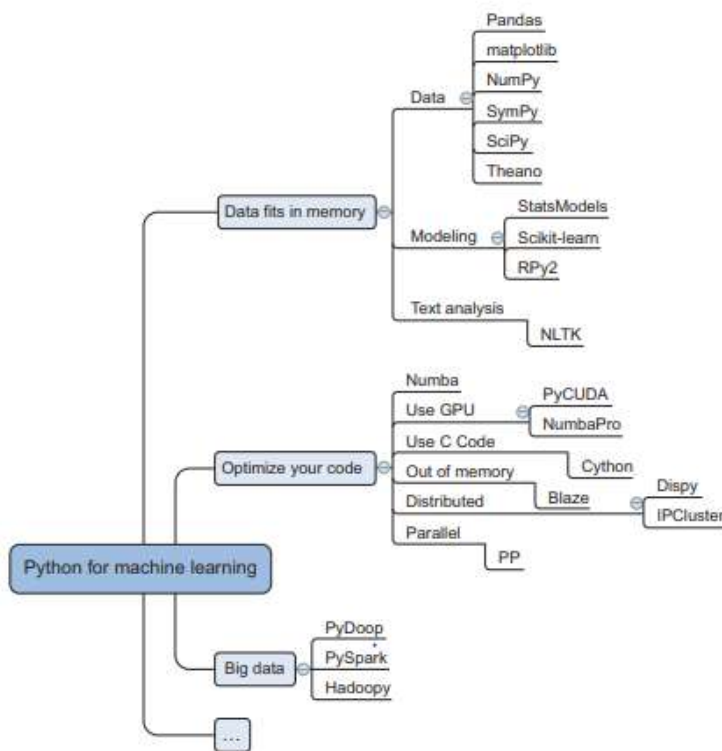 Pandas
matplotlib
NumPy
Data
SymPy
SciPy
Theano
Data fits in memory
StatsModels
Modeling
Scikit-learn
RPy2
Text analysis
NLTK
Numba
PyCUDA
Use GPU
NumbaPro
Use C Code
Optimize your code
Cython
Out of memory
Dispy
Blaze
Distributed
IPCluster
Parallel
PP
Python for machine learning
PyDoop
Big data
PySpark
Hadoopy
...